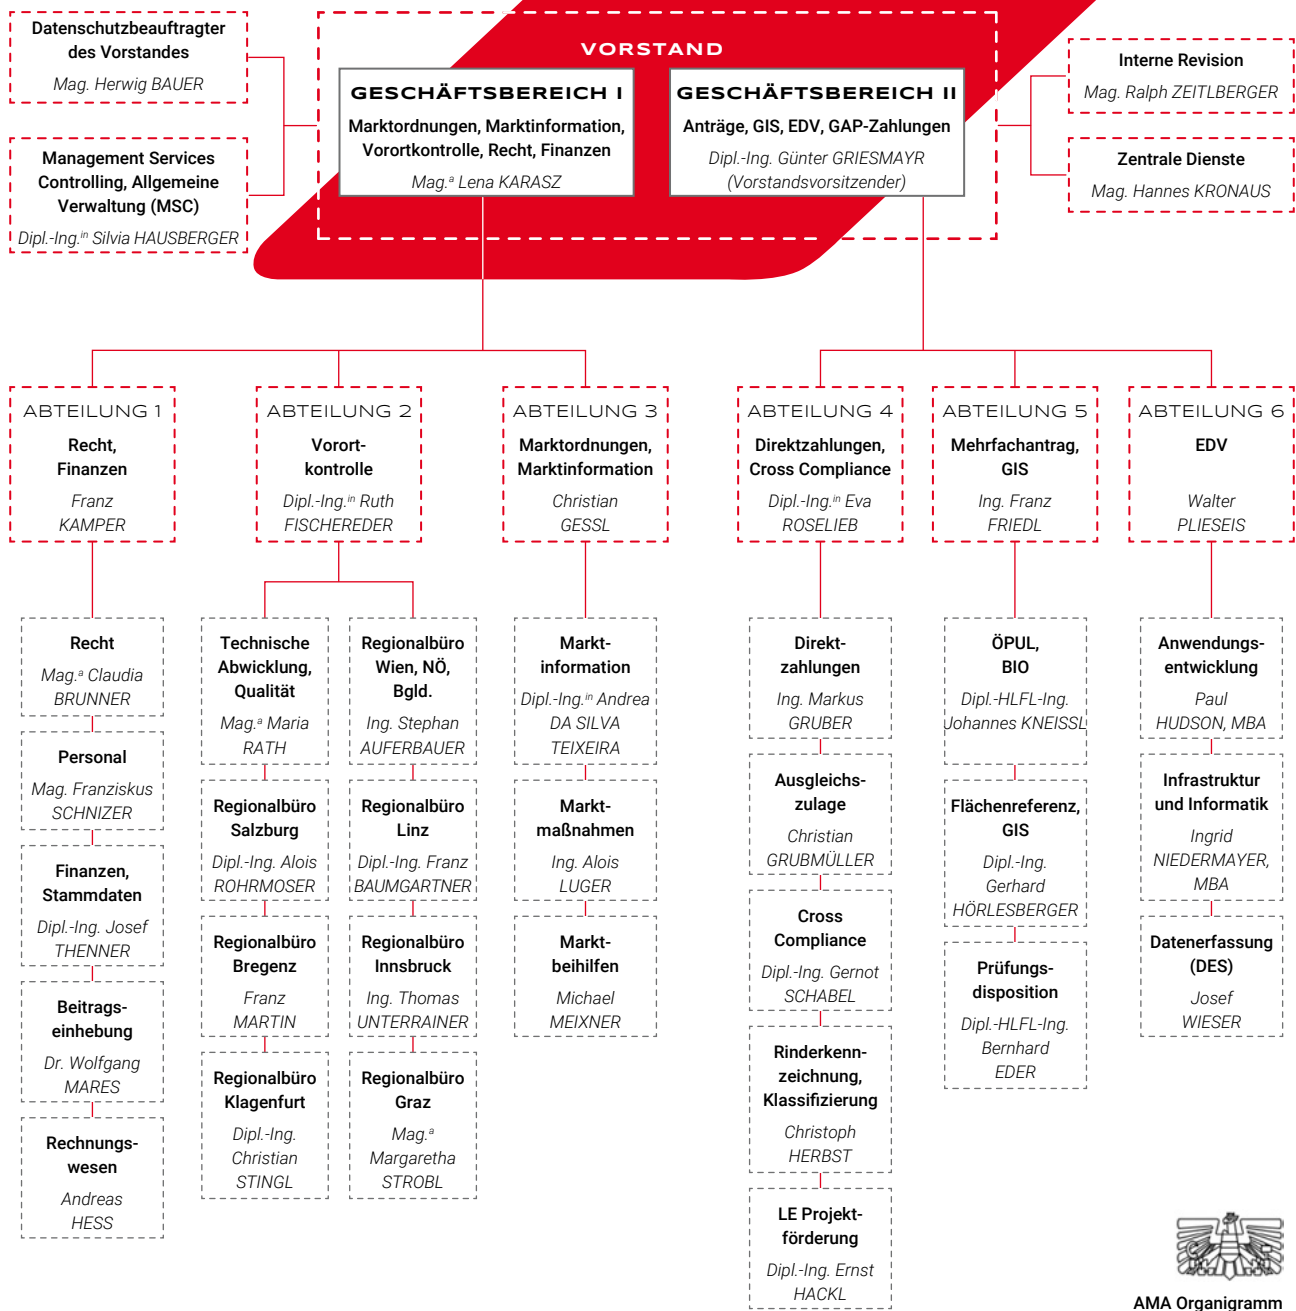 Datenschutzbeauftragter
des Vorstandes
Mag. Herwig BAUER
Management Services
Controlling, Allgemeine
Verwaltung (MSC)
Dipl.-Ing.in Silvia HAUSBERGER
VORSTAND
GESCHÄFTSBEREICH I
Marktordnungen, Marktinformation,
Vorortkontrolle, Recht, Finanzen
Mag.a Lena KARASZ
GESCHÄFTSBEREICH II
Anträge, GIS, EDV, GAP-Zahlungen
Dipl.-Ing. Günter GRIESMAYR
(Vorstandsvorsitzender)
Interne Revision
Mag. Ralph ZEITLBERGER
Zentrale Dienste
Mag. Hannes KRONAUS
ABTEILUNG 1
Recht,
Finanzen
Franz
KAMPER
ABTEILUNG 2
Vorort-
kontrolle
Dipl.-Ing.in Ruth
FISCHEREDER
ABTEILUNG 3
Marktordnungen,
Marktinformation
Christian
GESSL
ABTEILUNG 4
Direktzahlungen,
Cross Compliance
Dipl.-Ing.in Eva
ROSELIEB
ABTEILUNG 5
Mehrfachantrag,
GIS
Ing. Franz
FRIEDL
ABTEILUNG 6
EDV
Walter
PLIESEIS
Recht
Mag.a Claudia
BRUNNER
Personal
Mag. Franziskus
SCHNIZER
Finanzen,
Stammdaten
Dipl.-Ing. Josef
THENNER
Beitrags-
einhebung
Dr. Wolfgang
MARES
Rechnungs-
wesen
Andreas
HESS
Technische
Abwicklung,
Qualität
Mag.a Maria
RATH
Regionalbüro
Salzburg
Dipl.-Ing. Alois
ROHRMOSER
Regionalbüro
Bregenz
Franz
MARTIN
Regionalbüro
Klagenfurt
Dipl.-Ing.
Christian
STINGL
Regionalbüro
Wien, NÖ,
Bgld.
Ing. Stephan
AUFERBAUER
Regionalbüro
Linz
Dipl.-Ing. Franz
BAUMGARTNER
Regionalbüro
Innsbruck
Ing. Thomas
UNTERRAINER
Regionalbüro
Graz
Mag.a
Margaretha
STROBL
Markt-
information
Dipl.-Ing.in Andrea
DA SILVA
TEIXEIRA
Markt-
maßnahmen
Ing. Alois
LUGER
Markt-
beihilfen
Michael
MEIXNER
Direkt-
zahlungen
Ing. Markus
GRUBER
Ausgleichs-
zulage
Christian
GRUBMÜLLER
Cross
Compliance
Dipl.-Ing. Gernot
SCHABEL
Rinderkenn-
zeichnung,
Klassifizierung
Christoph
HERBST
LE Projekt-
förderung
Dipl.-Ing. Ernst
HACKL
ÖPUL,
BIO
Dipl.-HLFL-Ing.
Johannes KNEISSL
Flächenreferenz,
GIS
Dipl.-Ing.
Gerhard
HÖRLESBERGER
Prüfungs-
disposition
Dipl.-HLFL-Ing.
Bernhard
EDER
Anwendungs-
entwicklung
Paul
HUDSON, MBA
Infrastruktur
und Informatik
Ingrid
NIEDERMAYER,
MBA
Datenerfassung
(DES)
Josef
WIESER
AMA Organigramm